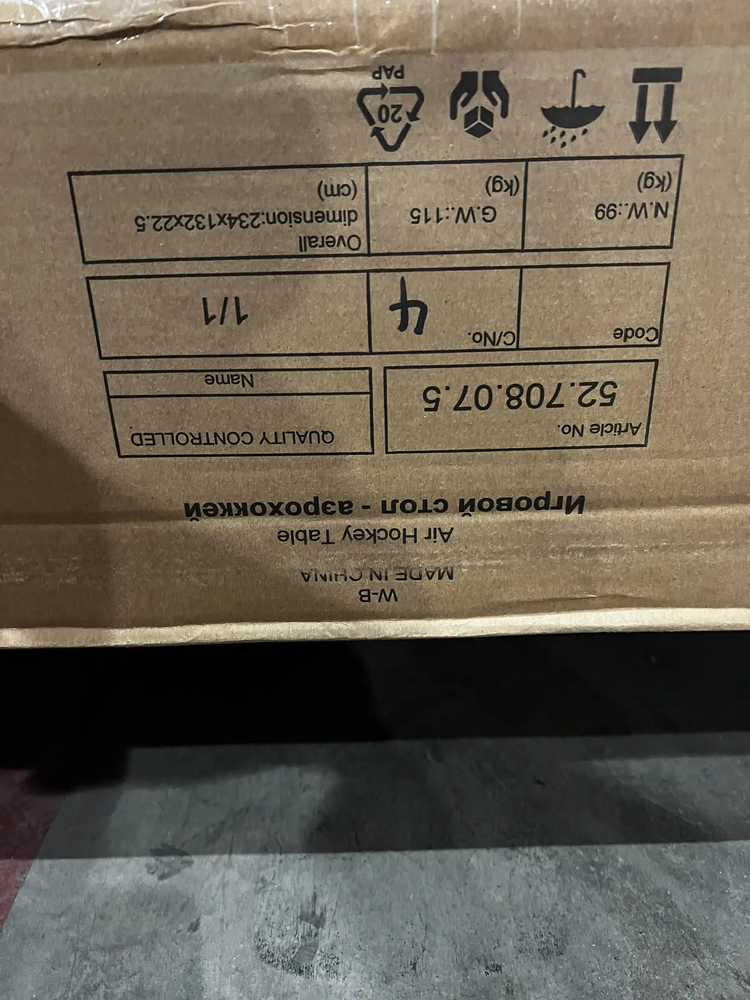 W-B
MADE IN CHINA
Air Hockey Table
Игровой стол - аэрохоккей
Article No.
52.708.07.5
QUALITY CONTROLLED
Name
Code
C/No.
4
1/1
N.W.:99
(kg)
G.W.:115
(kg)
Overall
dimension:234x132x22.5
(cm)
20
PAP